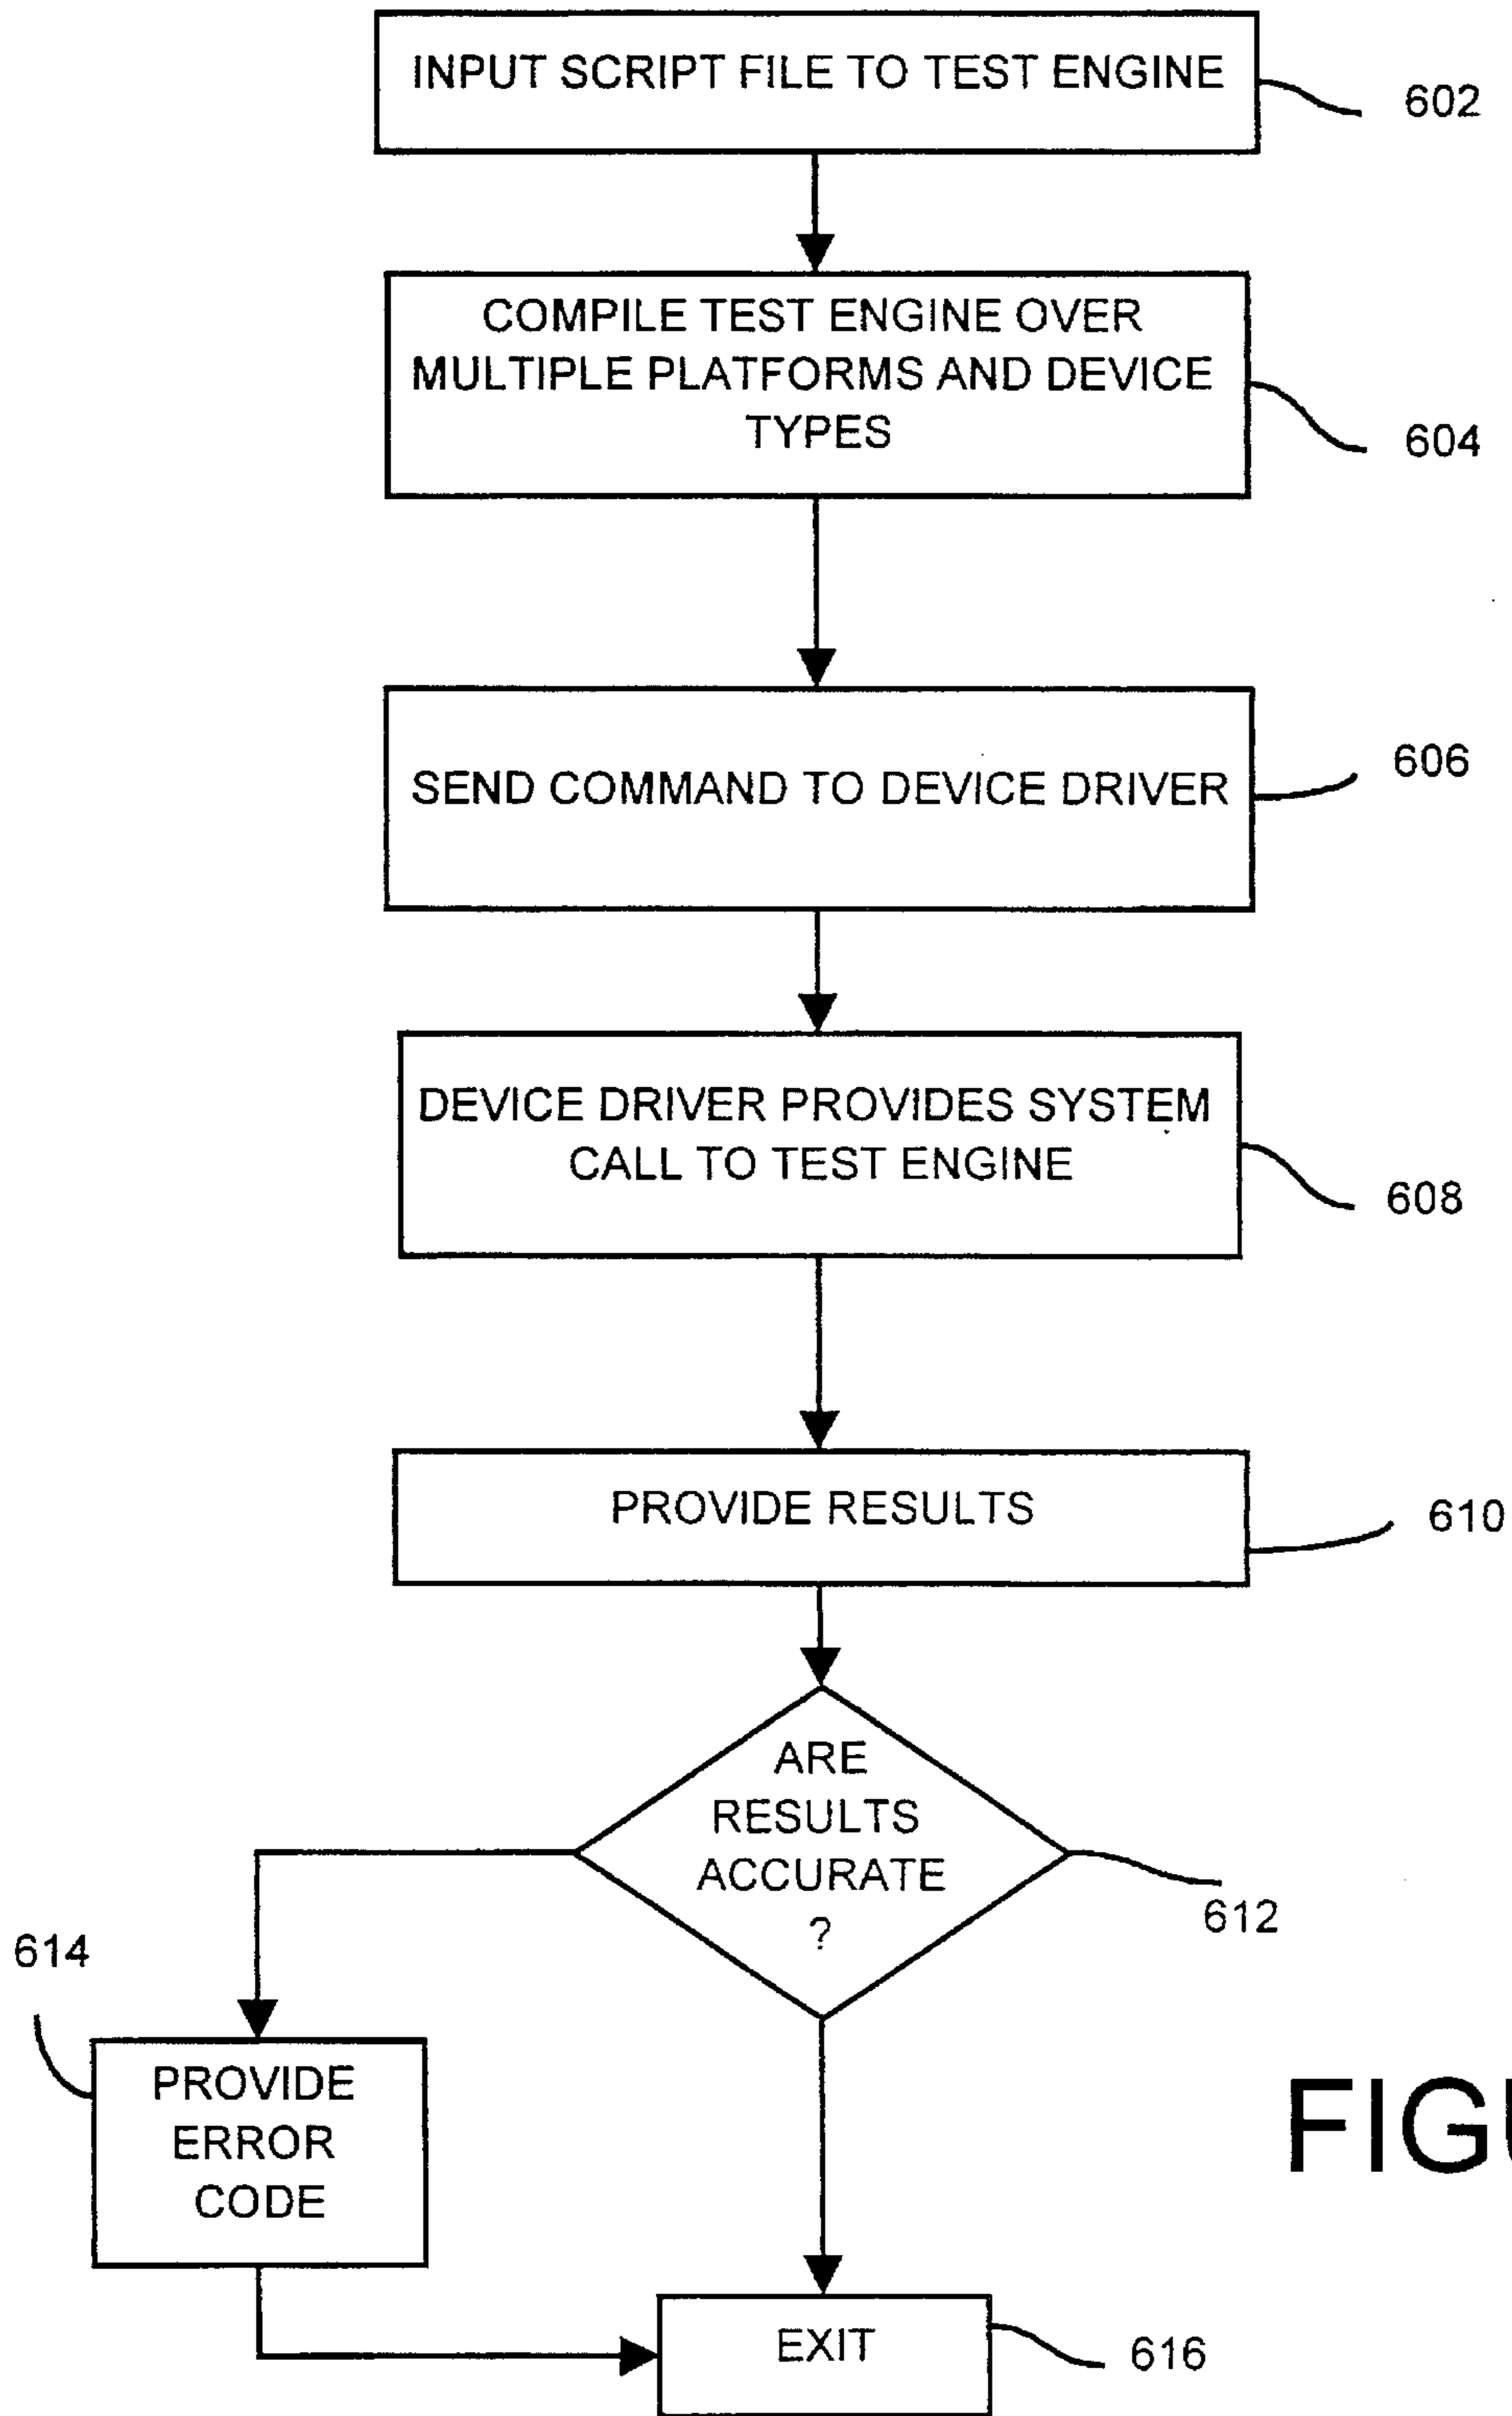 INPUT SCRIPT FILE TO TEST ENGINE
602
COMPILE TEST ENGINE OVER
MULTIPLE PLATFORMS AND DEVICE
TYPES
604
SEND COMMAND TO DEVICE DRIVER
606
DEVICE DRIVER PROVIDES SYSTEM
CALL TO TEST ENGINE
608
PROVIDE RESULTS
610
ARE
RESULTS
ACCURATE
?
612
614
PROVIDE
ERROR
CODE
EXIT
616